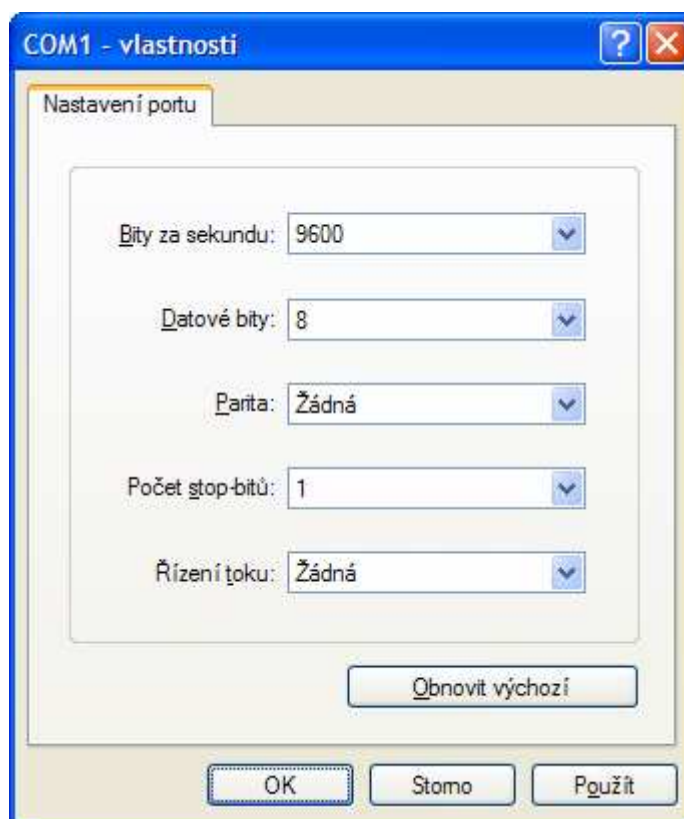 COM1 - vlastnosti
Nastavení portu
Bity za sekundu: 9600
Datové bity: 8
Parita: Žádná
Počet stop-bitů: 1
Řízení toku: Žádná
Obnovit výchozí
OK Storno Použít